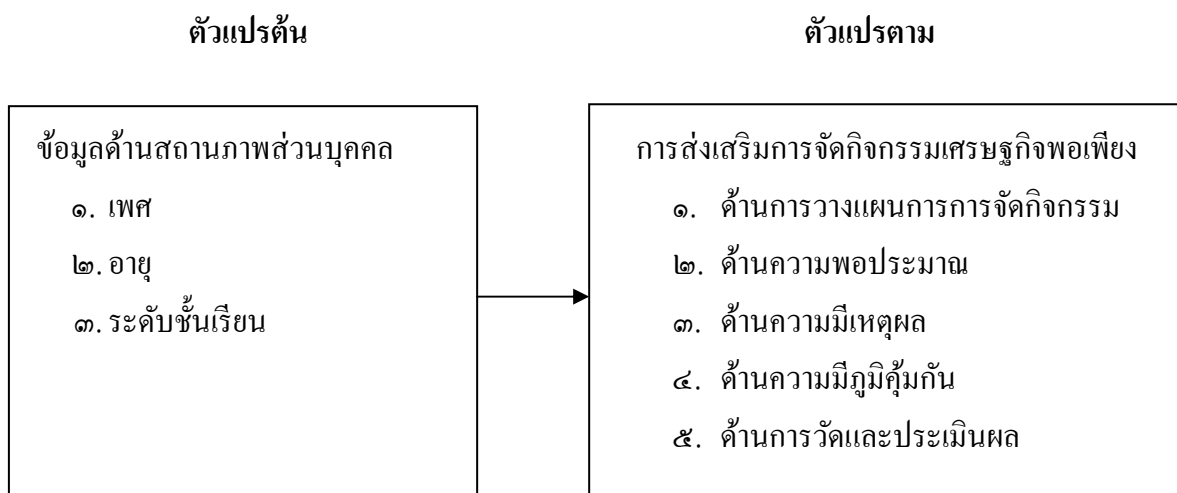 ตัวแปรต้น
ตัวแปรตาม
ข้อมูลด้านสถานภาพส่วนบุคคล
๑. เพศ
๒. อายุ
๓. ระดับชั้นเรียน
การส่งเสริมการจัดกิจกรรมเศรษฐกิจพอเพียง
๑. ด้านการวางแผนการการจัดกิจกรรม
๒. ด้านความพอประมาณ
๓. ด้านความมีเหตุผล
๔. ด้านความมีภูมิคุ้มกัน
๕. ด้านการวัดและประเมินผล